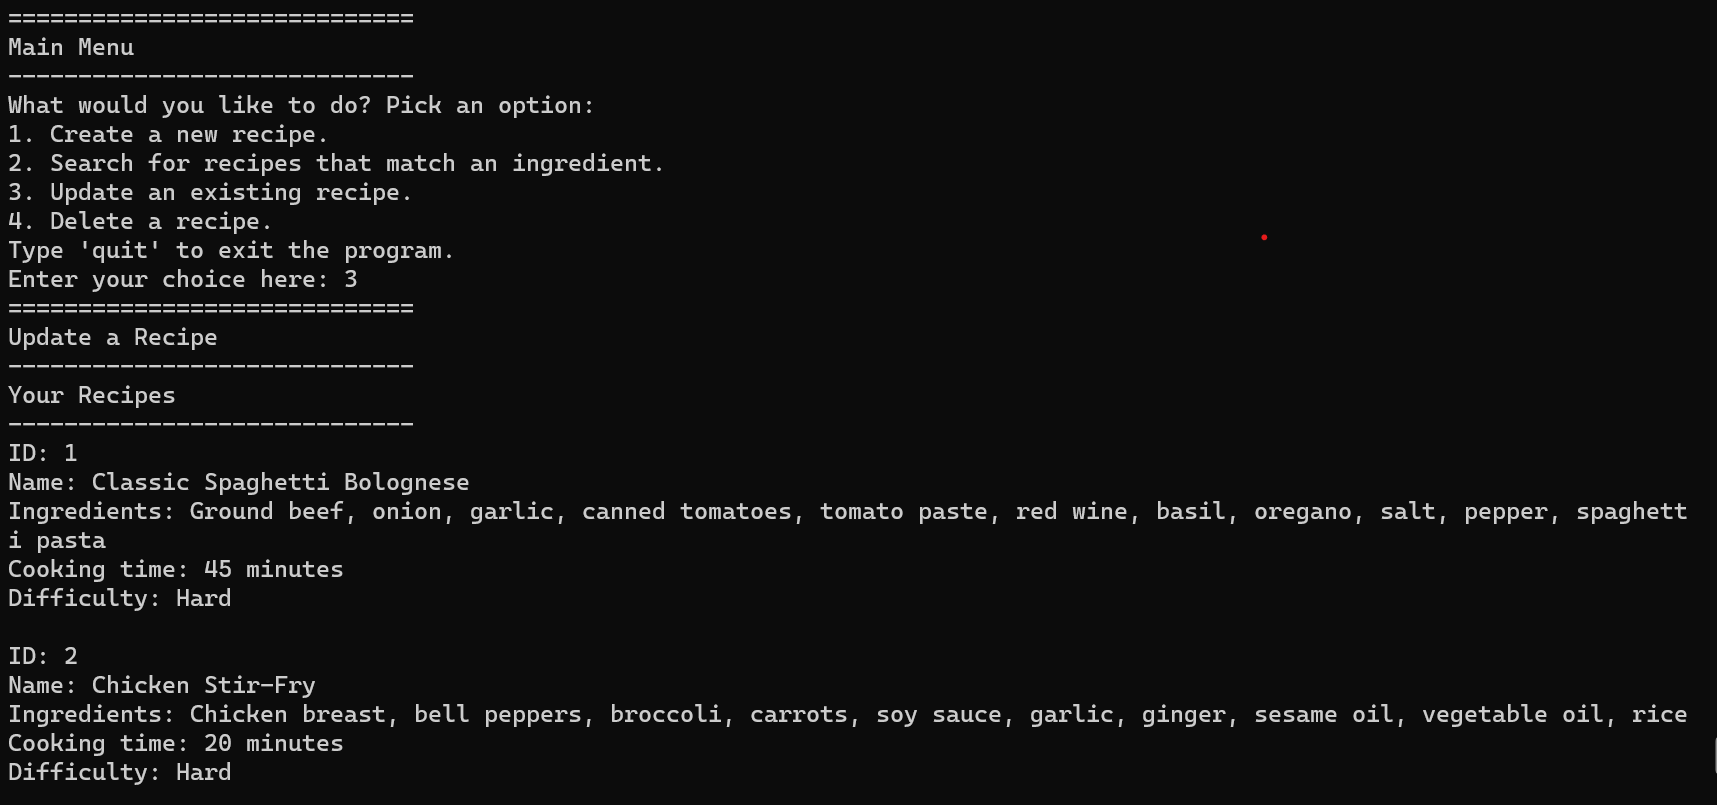 =============================
Main Menu
-----------------------------
What would you like to do? Pick an option:
1. Create a new recipe.
2. Search for recipes that match an ingredient.
3. Update an existing recipe.
4. Delete a recipe.
Type 'quit' to exit the program.
Enter your choice here: 3
=============================
Update a Recipe
-----------------------------
Your Recipes
-----------------------------
ID: 1
Name: Classic Spaghetti Bolognese
Ingredients: Ground beef, onion, garlic, canned tomatoes, tomato paste, red wine, basil, oregano, salt, pepper, spaghett
i pasta
Cooking time: 45 minutes
Difficulty: Hard

ID: 2
Name: Chicken Stir-Fry
Ingredients: Chicken breast, bell peppers, broccoli, carrots, soy sauce, garlic, ginger, sesame oil, vegetable oil, rice
Cooking time: 20 minutes
Difficulty: Hard